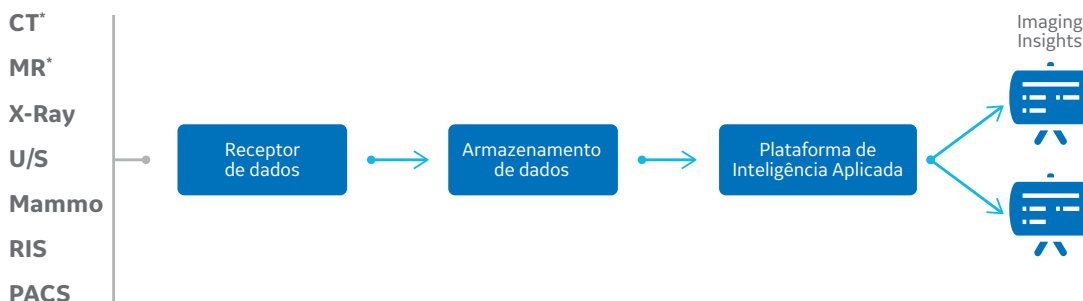 CT*
MR*
X-Ray
U/S
Mammo
RIS
PACS
Receptor
de dados
Armazenamento
de dados
Plataforma de
Inteligência Aplicada
Imaging
Insights